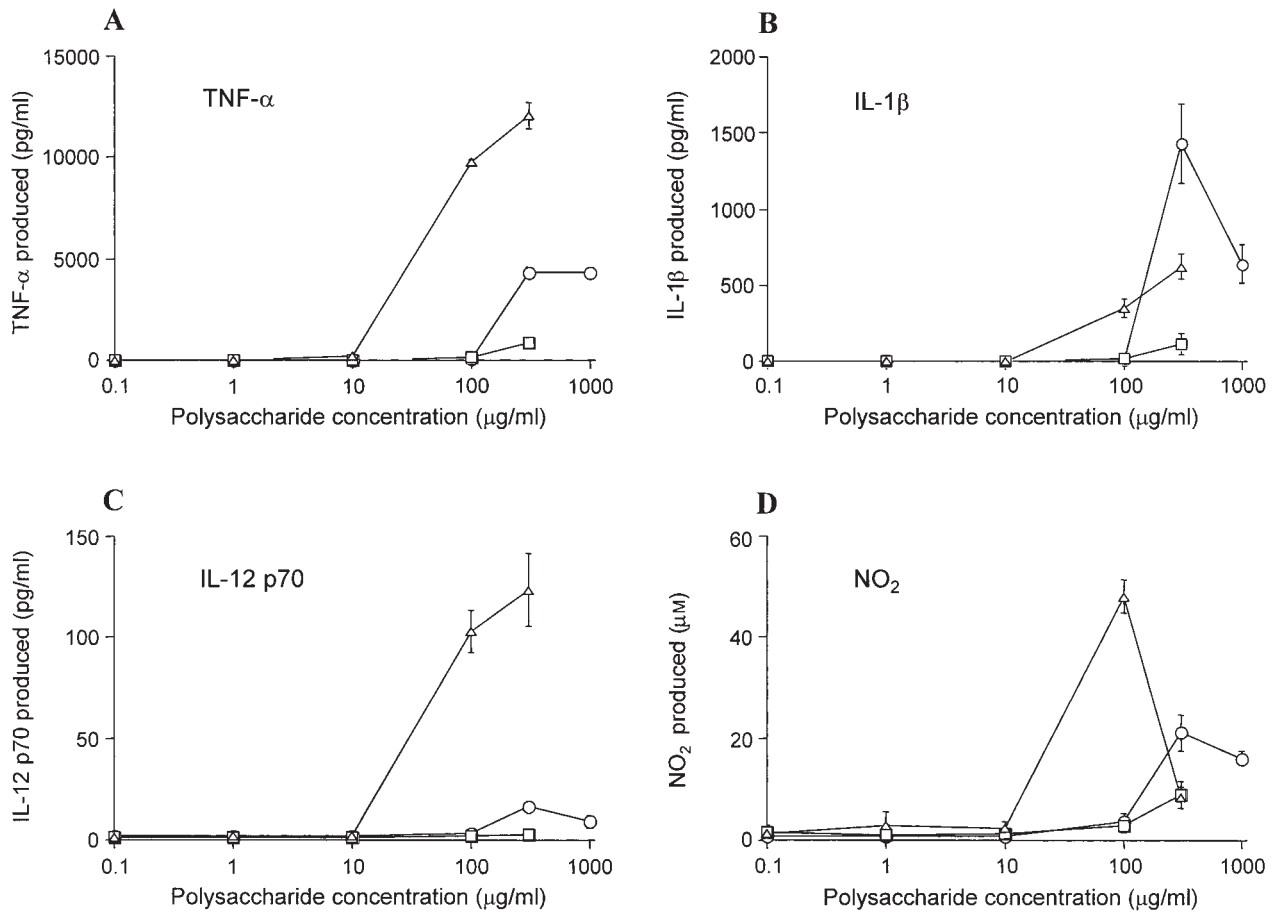 A
TNF-α
TNF-α produced (pg/ml)
15000
10000
5000
0
0.1 1 10 100 1000
Polysaccharide concentration (μg/ml)
B
IL-1β
IL-1β produced (pg/ml)
2000
1500
1000
500
0
0.1 1 10 100 1000
Polysaccharide concentration (μg/ml)
C
IL-12 p70
IL-12 p70 produced (pg/ml)
150
100
50
0
0.1 1 10 100 1000
Polysaccharide concentration (μg/ml)
D
NO₂
NO₂ produced (μM)
60
40
20
0
0.1 1 10 100 1000
Polysaccharide concentration (μg/ml)